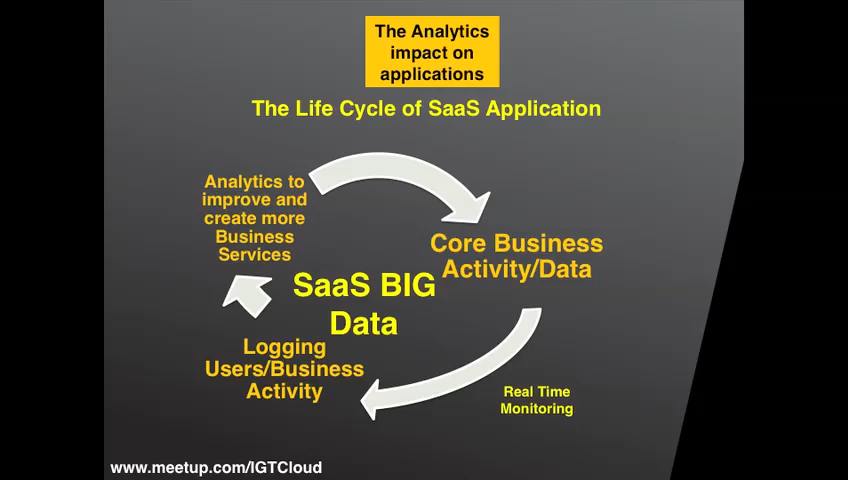 The Analytics
impact on
applications
The Life Cycle of SaaS Application
Analytics to
improve and
create more
Business
Services
Core Business
Activity/Data
SaaS BIG
Data
Logging
Users/Business
Activity
Real Time
Monitoring
www.meetup.com/IGTCloud